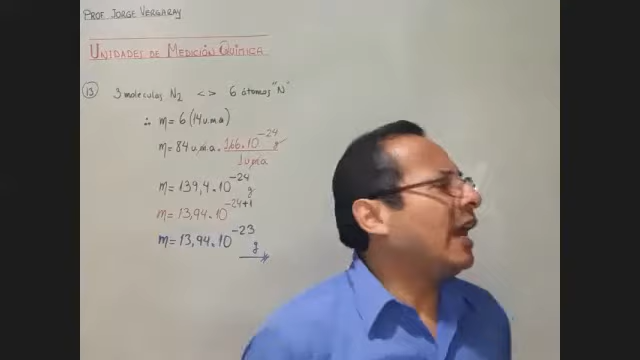 PROF JORGE VERGARAY
UNIDADES DE MEDICIÓN QUÍMICA
13 3 moleculas N₂ <> 6 átomos "N"
∴ m = 6 (14 u.m.a)
m = 84 u.m.a. 1,66.10⁻²⁴ g / 1 u.m.a
m = 139,4.10⁻²⁴ g
m = 13,94.10⁻²⁴⁺¹
m = 13,94.10⁻²³ g